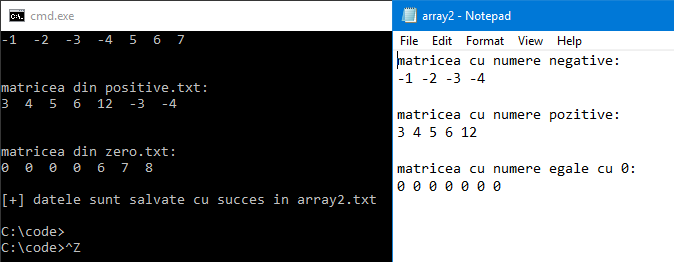 cmd.exe
-1 -2 -3 -4 5 6 7
matricea din positive.txt:
3 4 5 6 12 -3 -4
matricea din zero.txt:
0 0 0 0 6 7 8
[+] datele sunt salvate cu succes in array2.txt
C:\code>
C:\code>^Z
array2 - Notepad
File Edit Format View Help
matricea cu numere negative:
-1 -2 -3 -4
matricea cu numere pozitive:
3 4 5 6 12
matricea cu numere egale cu 0:
0 0 0 0 0 0 0